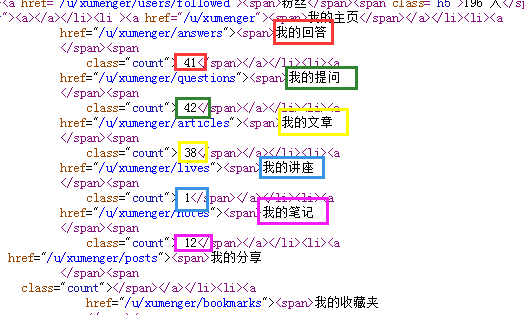 <a href="/u/xumenger/users/followed"><span>粉丝</span><span class="h5">196 人</s
"></a></li><li ><a href="/u/xumenger"><span>我的主页</span></a></li><li><a
href="/u/xumenger/answers"><span>我的回答
</span><span
class="count"> 41</span></a></li><li><a
href="/u/xumenger/questions"><span>我的提问
</span><span
class="count"> 42</span></a></li><li><a
href="/u/xumenger/articles"><span>我的文章
</span><span
class="count"> 38</span></a></li><li><a
href="/u/xumenger/lives"><span>我的讲座
</span><span
class="count"> 1</span></a></li><li><a
href="/u/xumenger/notes"><span>我的笔记
</span><span
class="count"> 12</span></a></li><li><a
href="/u/xumenger/posts"><span>我的分享
</span><span
class="count"></span></a></li><li><a
href="/u/xumenger/bookmarks"><span>我的收藏夹